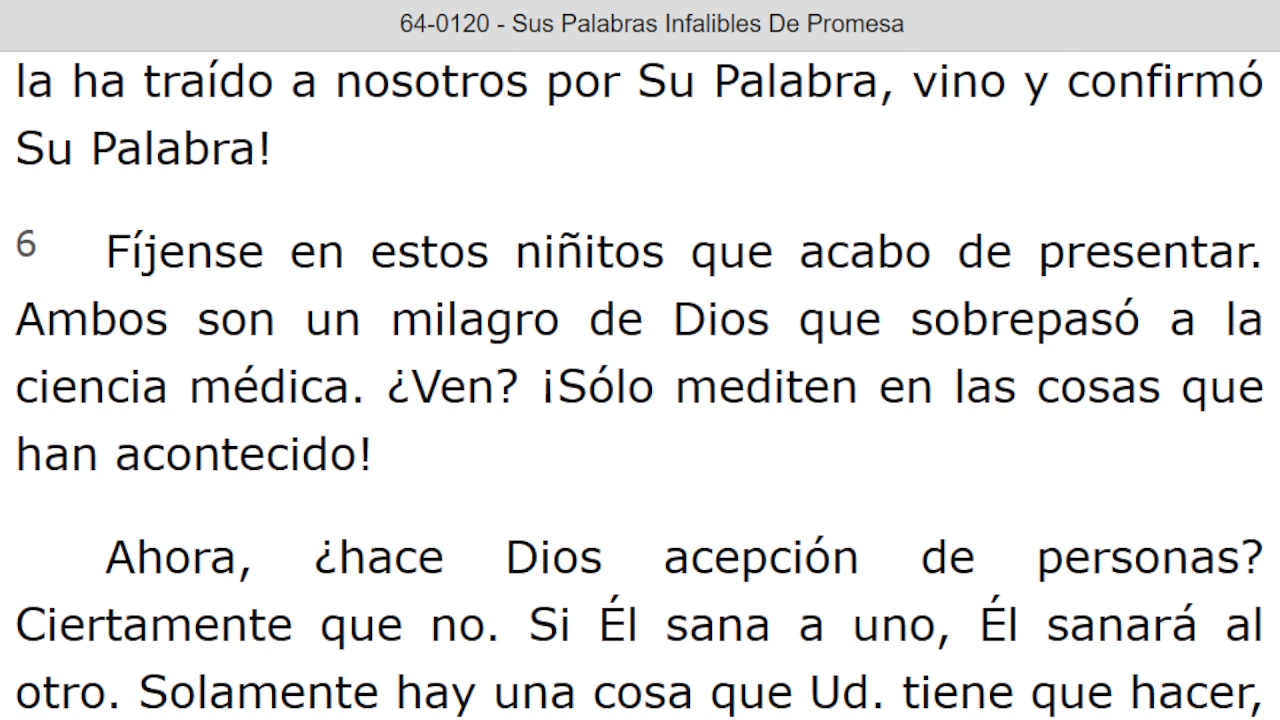 64-0120 - Sus Palabras Infalibles De Promesa
la ha traído a nosotros por Su Palabra, vino y confirmó
Su Palabra!
6 Fíjense en estos niñitos que acabo de presentar.
Ambos son un milagro de Dios que sobrepasó a la
ciencia médica. ¿Ven? ¡Sólo mediten en las cosas que
han acontecido!
Ahora, ¿hace Dios acepción de personas?
Ciertamente que no. Si Él sana a uno, Él sanará al
otro. Solamente hay una cosa que Ud. tiene que hacer,